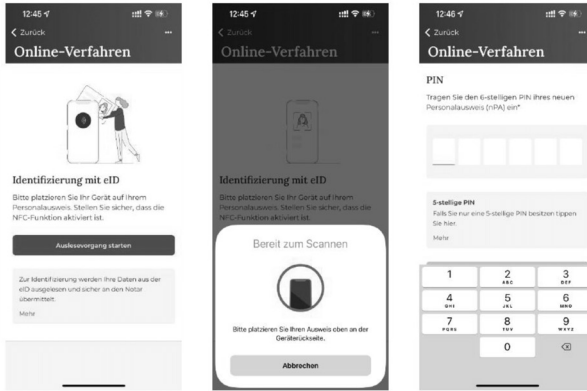 12:45
Zurück
Online-Verfahren
Identifizierung mit eID
Bitte platzieren Sie Ihr Gerät auf Ihrem
Personalausweis. Stellen Sie sicher, dass die
NFC-Funktion aktiviert ist.
Auslesevorgang starten
Zur Identifizierung werden Ihre Daten aus der
eID ausgelesen und sicher an den Notar
übermittelt.
Mehr
12:45
Zurück
Online-Verfahren
Identifizierung mit eID
Bitte platzieren Sie Ihr Gerät auf Ihrem
Personalausweis. Stellen Sie sicher, dass die
NFC-Funktion aktiviert ist.
Bereit zum Scannen
Bitte platzieren Sie Ihren Ausweis oben an der
Geräterückseite.
Abbrechen
12:46
Zurück
Online-Verfahren
PIN
Tragen Sie den 6-stelligen PIN ihres neuen
Personalausweis (nPA) ein*
5-stellige PIN
Falls Sie nur eine 5-stellige PIN besitzen tippen
Sie hier.
Mehr
1 2 3
ABC DEF
4 5 6
GHI JKL MNO
7 8 9
PQRS TUV WXYZ
0